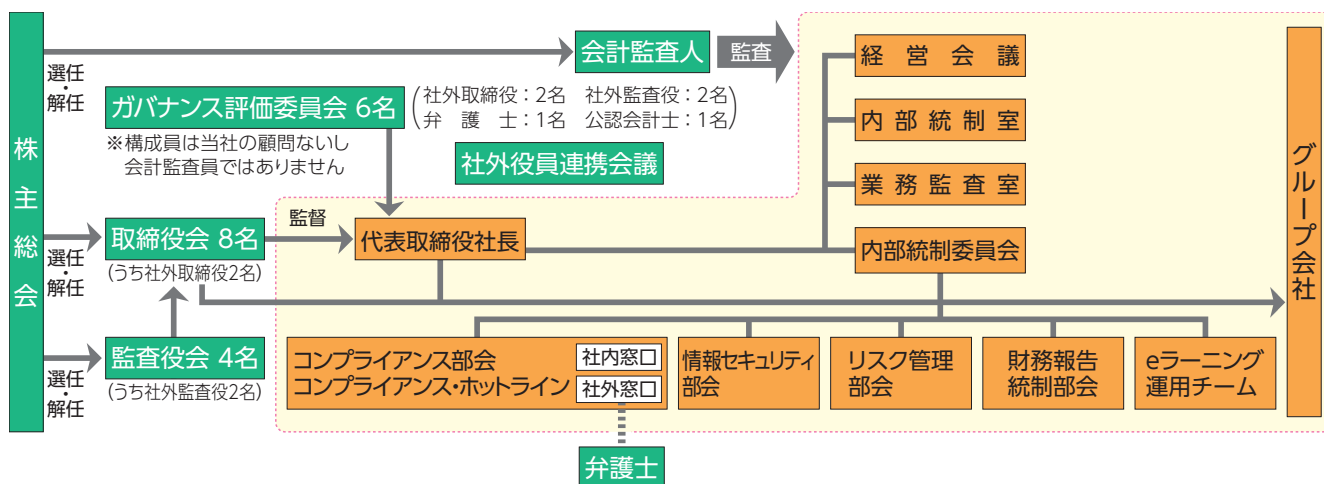 株主総会
選任・解任
会計監査人
監査
ガバナンス評価委員会 6名
社外取締役：2名 社外監査役：2名
弁護士：1名 公認会計士：1名
※構成員は当社の顧問ないし
会計監査員ではありません
社外役員連携会議
経営会議
内部統制室
業務監査室
内部統制委員会
選任・解任
取締役会 8名
(うち社外取締役2名)
監督
代表取締役社長
グループ会社
選任・解任
監査役会 4名
(うち社外監査役2名)
コンプライアンス部会
社内窓口
コンプライアンス・ホットライン
社外窓口
弁護士
情報セキュリティ
部会
リスク管理
部会
財務報告
統制部会
eラーニング
運用チーム